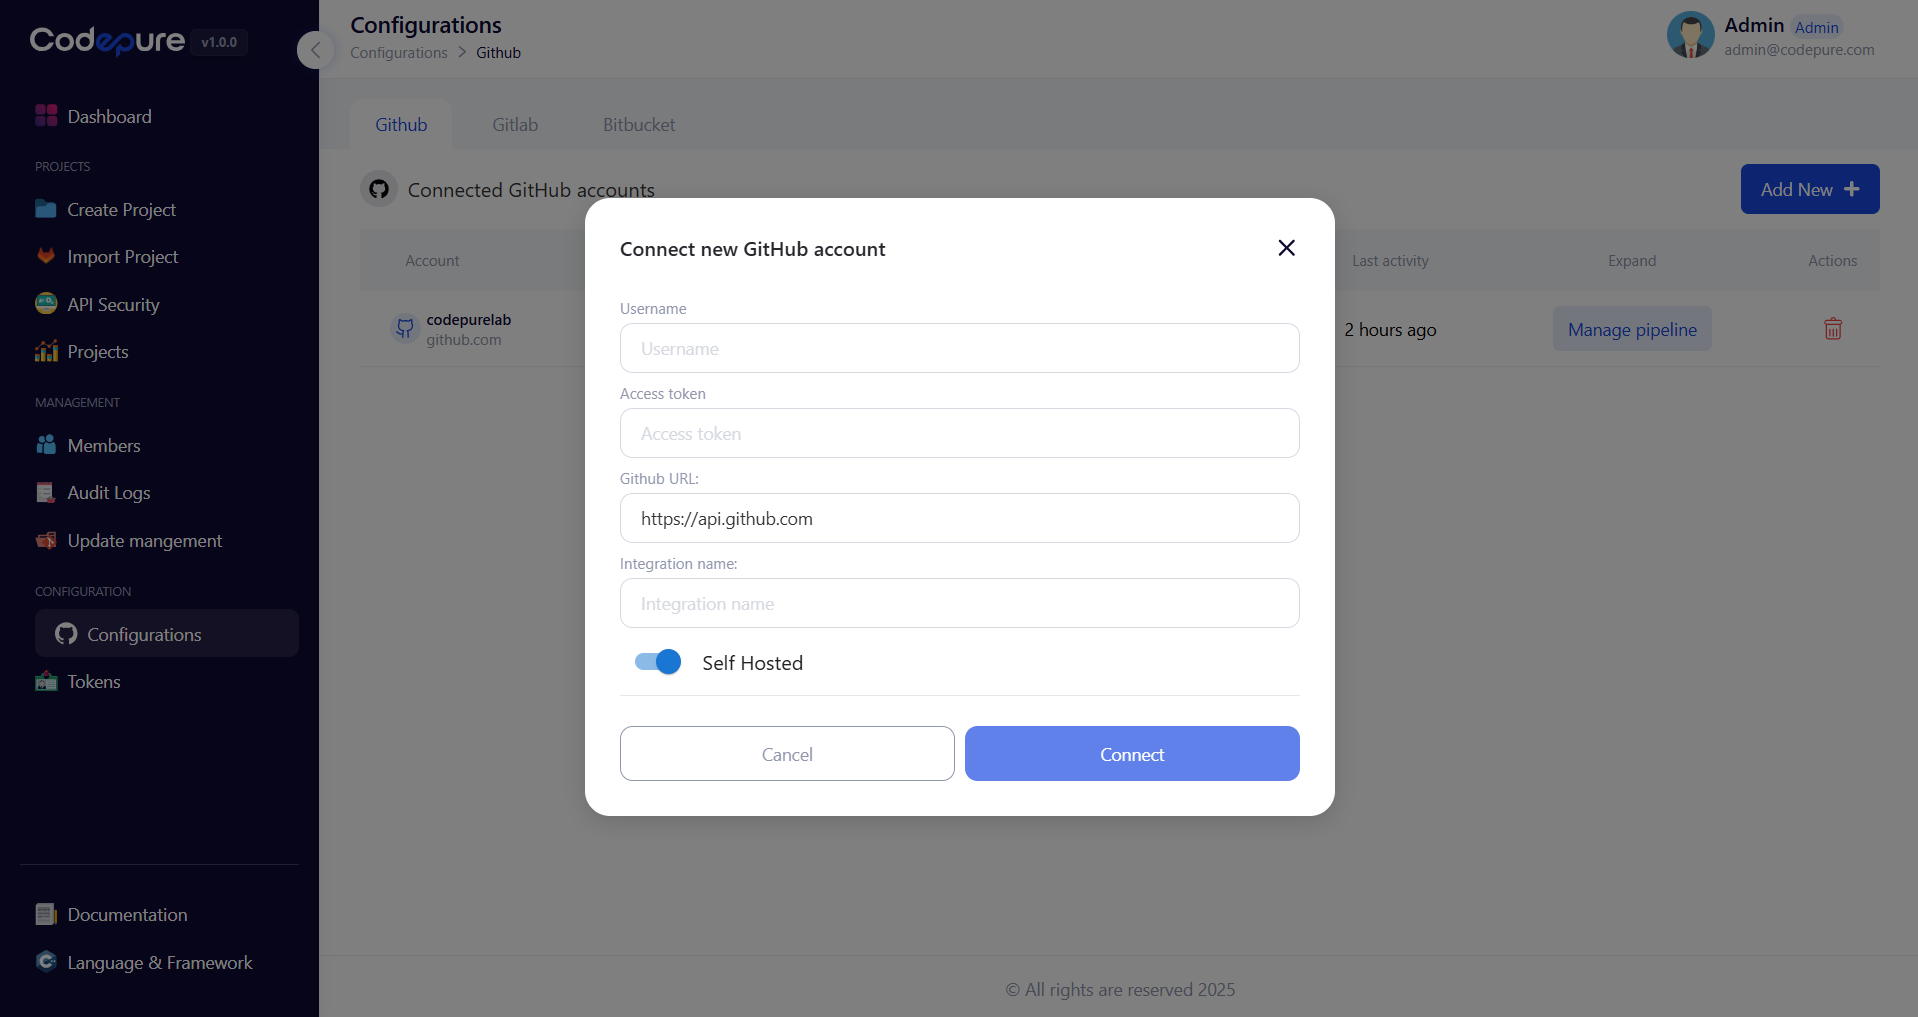 Codepure v1.0.0
Dashboard
PROJECTS
Create Project
Import Project
API Security
Projects
MANAGEMENT
Members
Audit Logs
Update mangement
CONFIGURATION
Configurations
Tokens
Documentation
Language & Framework
Configurations
Configurations > Github
Admin Admin
admin@codepure.com
Github Gitlab Bitbucket
Connected GitHub accounts
Add New +
Account Last activity Expand Actions
codepurelab
github.com
2 hours ago Manage pipeline
Connect new GitHub account
Username
Username
Access token
Access token
Github URL:
https://api.github.com
Integration name:
Integration name
Self Hosted
Cancel Connect
© All rights are reserved 2025